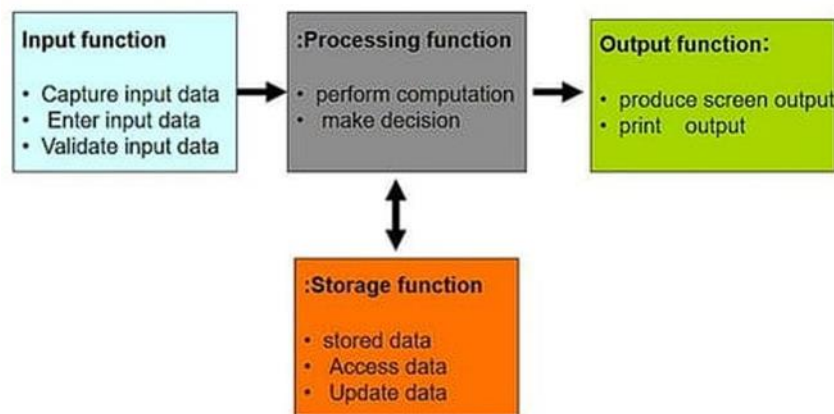 Input function
• Capture input data
• Enter input data
• Validate input data
:Processing function
• perform computation
• make decision
Output function:
• produce screen output
• print output
:Storage function
• stored data
• Access data
• Update data